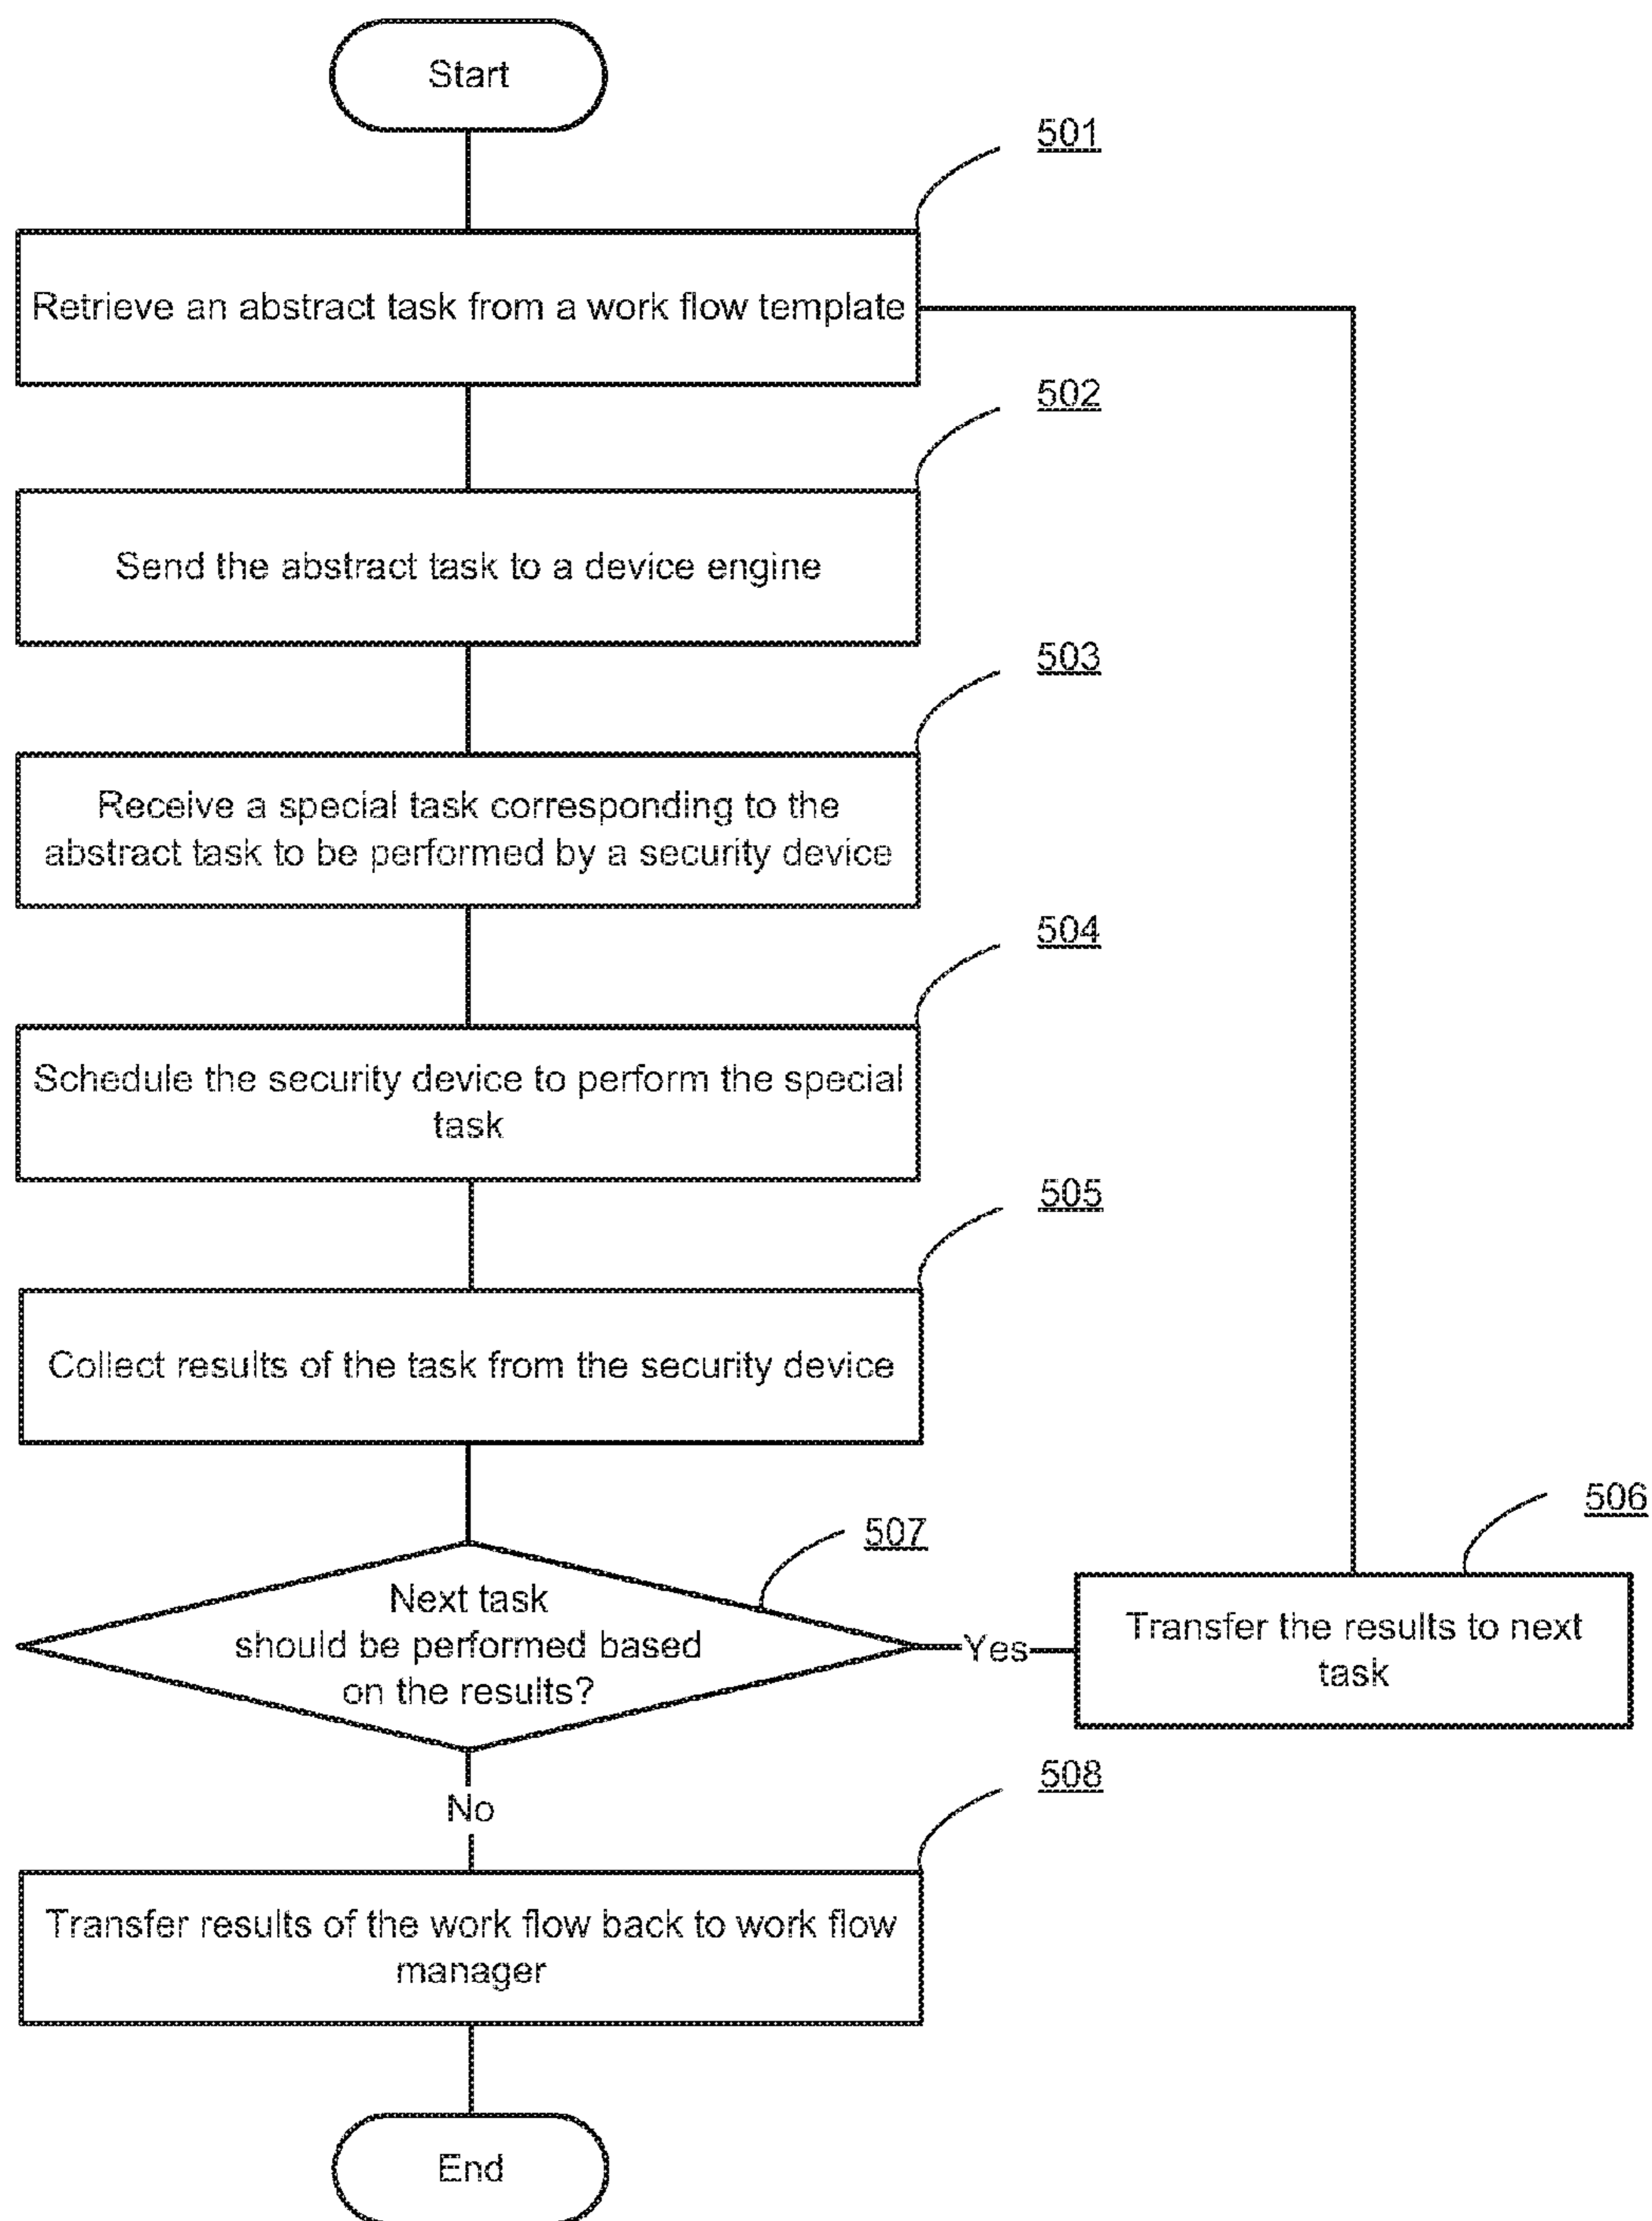 Start
501
Retrieve an abstract task from a work flow template
502
Send the abstract task to a device engine
503
Receive a special task corresponding to the
abstract task to be performed by a security device
504
Schedule the security device to perform the special
task
505
Collect results of the task from the security device
506
507
Next task
should be performed based
on the results?
Yes
Transfer the results to next
task
No
508
Transfer results of the work flow back to work flow
manager
End